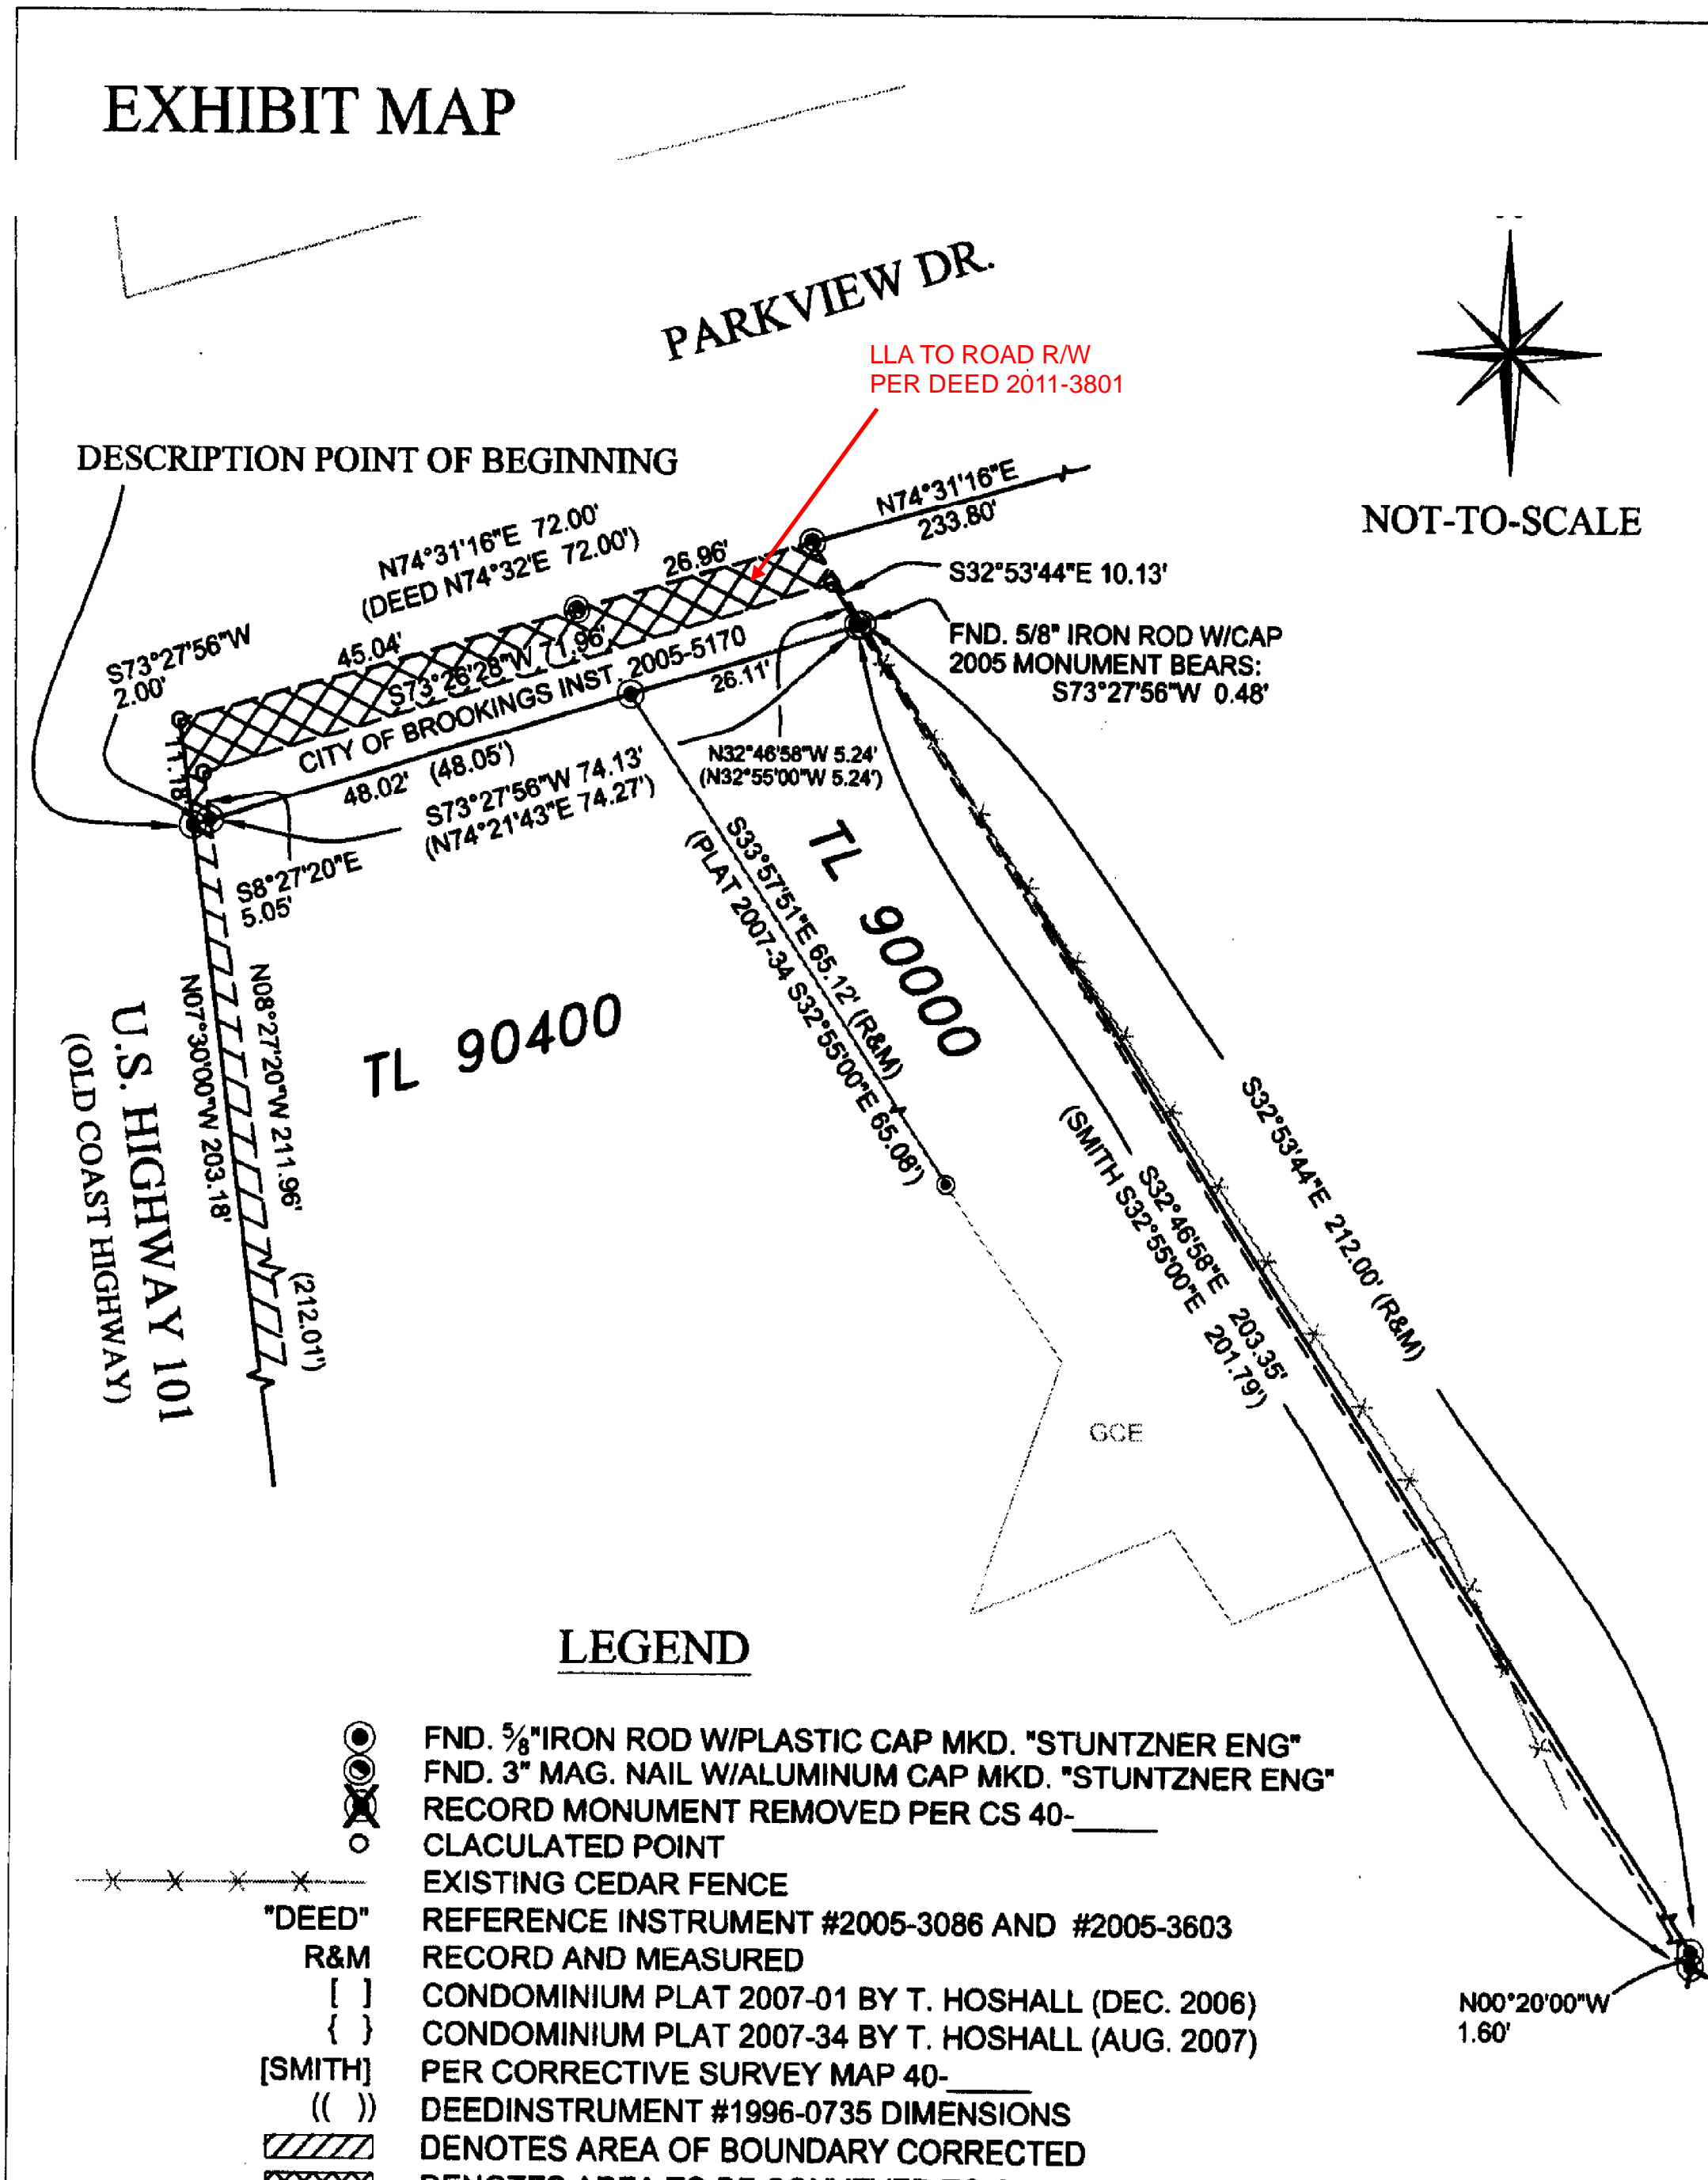 EXHIBIT MAP
PARKVIEW DR.
LLA TO ROAD R/W
PER DEED 2011-3801
DESCRIPTION POINT OF BEGINNING
NOT-TO-SCALE
N74°31'16"E
233.80'
N74°31'16"E 72.00'
(DEED N74°32'E 72.00')
26.96'
S32°53'44"E 10.13'
FND. 5/8" IRON ROD W/CAP
2005 MONUMENT BEARS:
S73°27'56"W 0.48'
S73°27'56"W
2.00'
45.04'
S73°26'28"W 71.96'
CITY OF BROOKINGS INST. 2005-5170
26.11'
11.18'
48.02' (48.05')
S73°27'56"W 74.13'
(N74°21'43"E 74.27')
N32°46'58"W 5.24'
(N32°55'00"W 5.24')
S8°27'20"E
5.05'
S33°57'51"E 65.12' (R&M)
(PLAT 2007-34 S32°55'00"E 65.08')
TL 90000
TL 90400
N08°27'20"W 211.96'
N07°30'00"W 203.18'
(212.01')
U.S. HIGHWAY 101
(OLD COAST HIGHWAY)
S32°53'44"E 212.00' (R&M)
S32°46'58"E 203.35'
(SMITH S32°55'00"E 201.79')
GCE
N00°20'00"W
1.60'
LEGEND
FND. 5/8"IRON ROD W/PLASTIC CAP MKD. "STUNTZNER ENG"
FND. 3" MAG. NAIL W/ALUMINUM CAP MKD. "STUNTZNER ENG"
RECORD MONUMENT REMOVED PER CS 40-_____
CLACULATED POINT
EXISTING CEDAR FENCE
"DEED" REFERENCE INSTRUMENT #2005-3086 AND #2005-3603
R&M RECORD AND MEASURED
[ ] CONDOMINIUM PLAT 2007-01 BY T. HOSHALL (DEC. 2006)
{ } CONDOMINIUM PLAT 2007-34 BY T. HOSHALL (AUG. 2007)
[SMITH] PER CORRECTIVE SURVEY MAP 40-_____
(( )) DEEDINSTRUMENT #1996-0735 DIMENSIONS
DENOTES AREA OF BOUNDARY CORRECTED